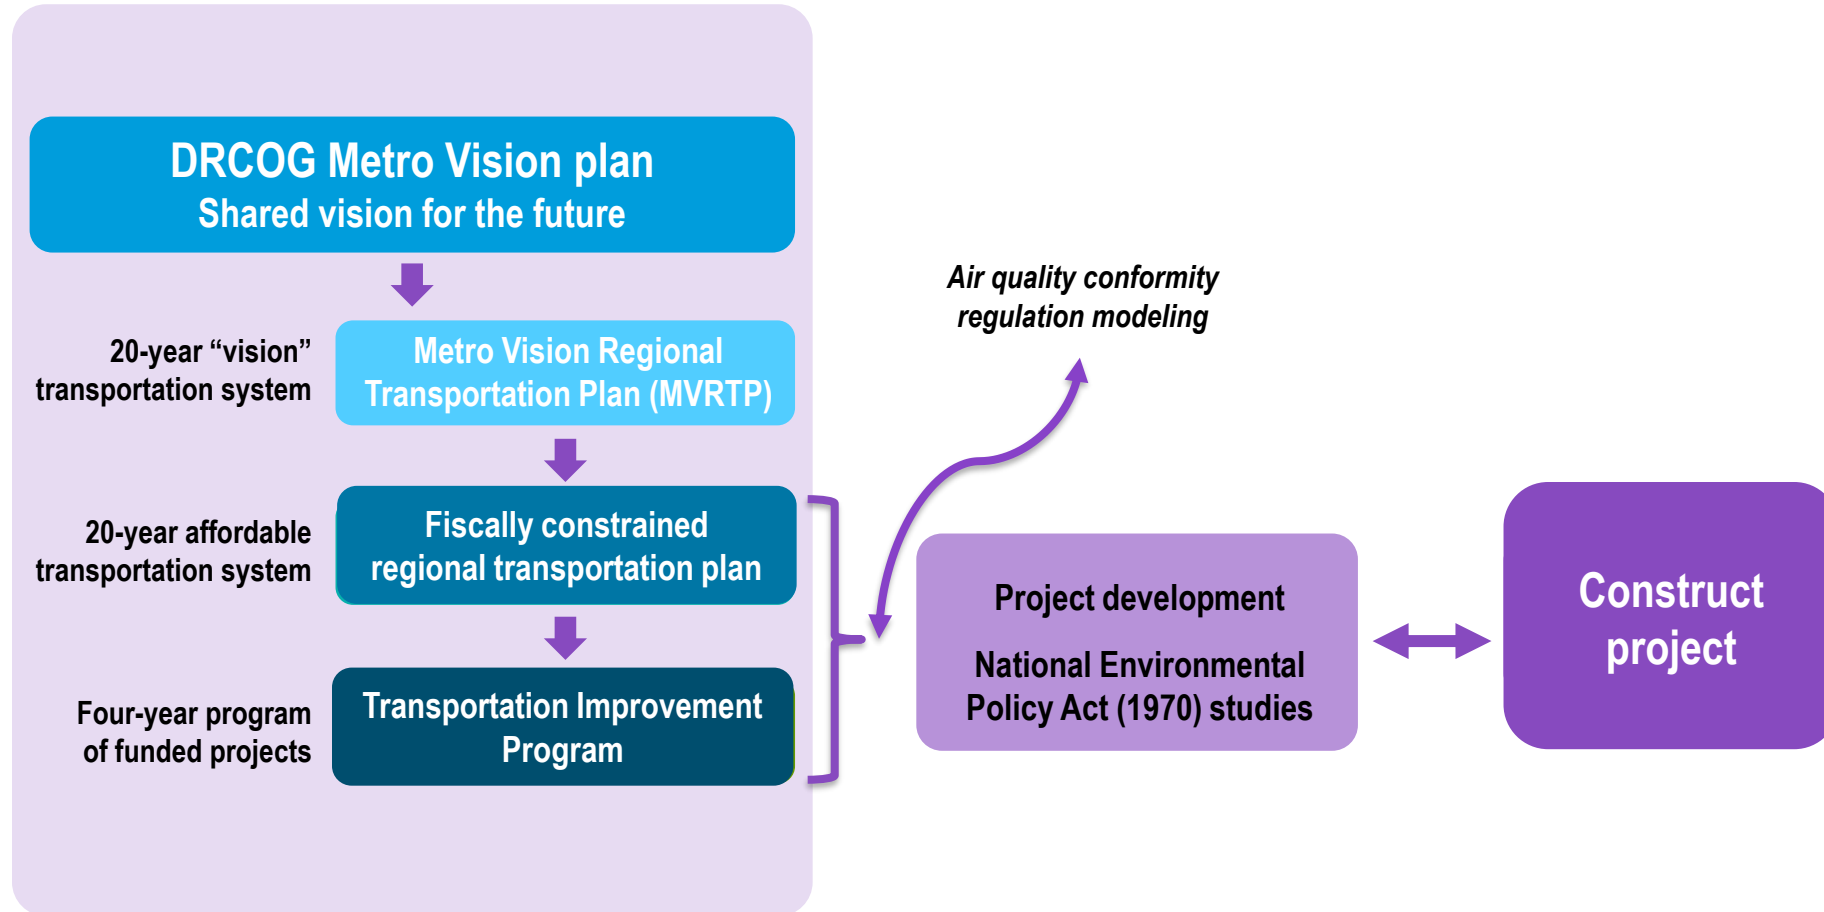 DRCOG Metro Vision plan
Shared vision for the future
20-year “vision”
transportation system
Metro Vision Regional
Transportation Plan (MVRTP)
20-year affordable
transportation system
Fiscally constrained
regional transportation plan
Four-year program
of funded projects
Transportation Improvement
Program
Air quality conformity
regulation modeling
Project development
National Environmental
Policy Act (1970) studies
Construct
project